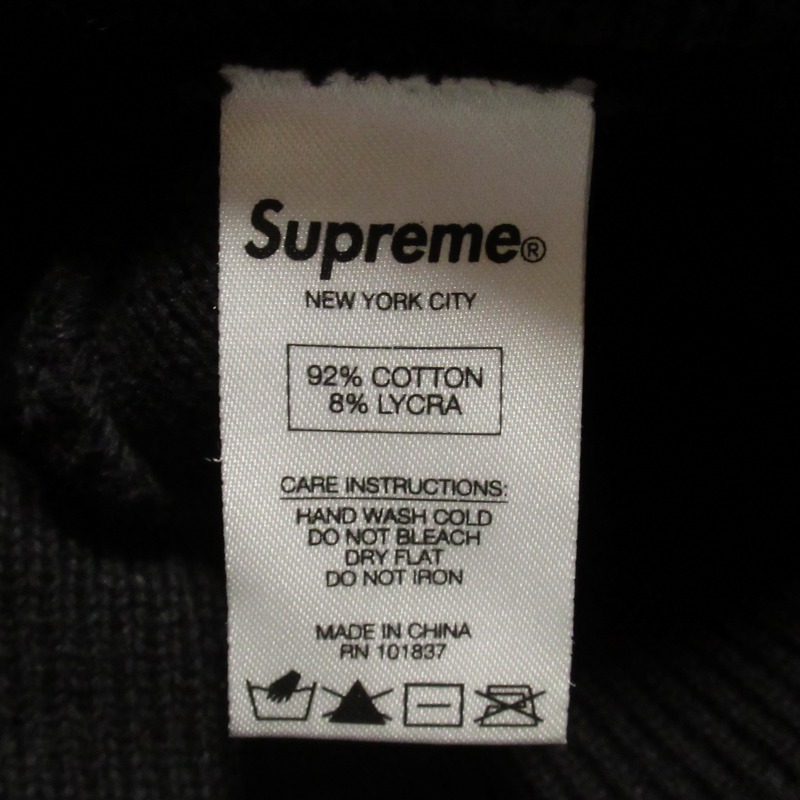 Supreme®
NEW YORK CITY
92% COTTON
8% LYCRA
CARE INSTRUCTIONS:
HAND WASH COLD
DO NOT BLEACH
DRY FLAT
DO NOT IRON
MADE IN CHINA
RN 101837